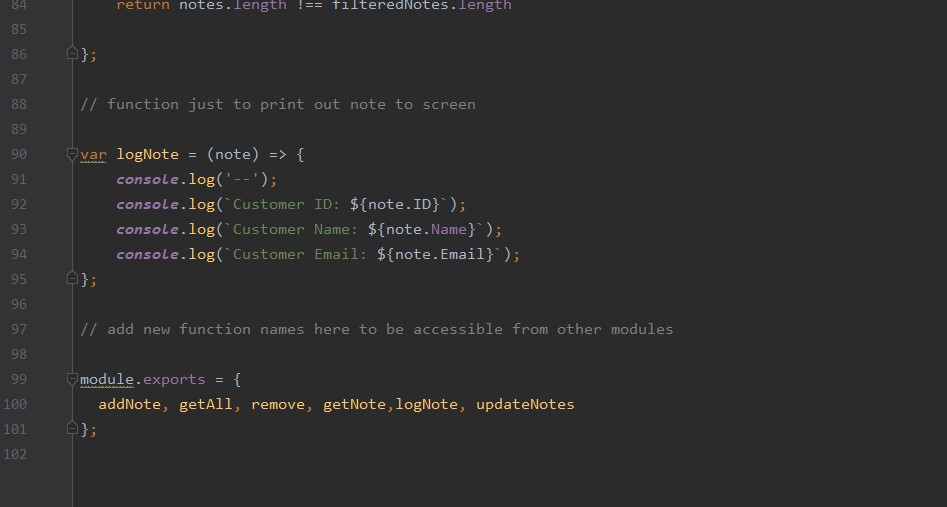 84 return notes.length !== filteredNotes.length
85
86 };
87
88 // function just to print out note to screen
89
90 var logNote = (note) => {
91 console.log('--');
92 console.log(`Customer ID: ${note.ID}`);
93 console.log(`Customer Name: ${note.Name}`);
94 console.log(`Customer Email: ${note.Email}`);
95 };
96
97 // add new function names here to be accessible from other modules
98
99 module.exports = {
100 addNote, getAll, remove, getNote,logNote, updateNotes
101 };
102